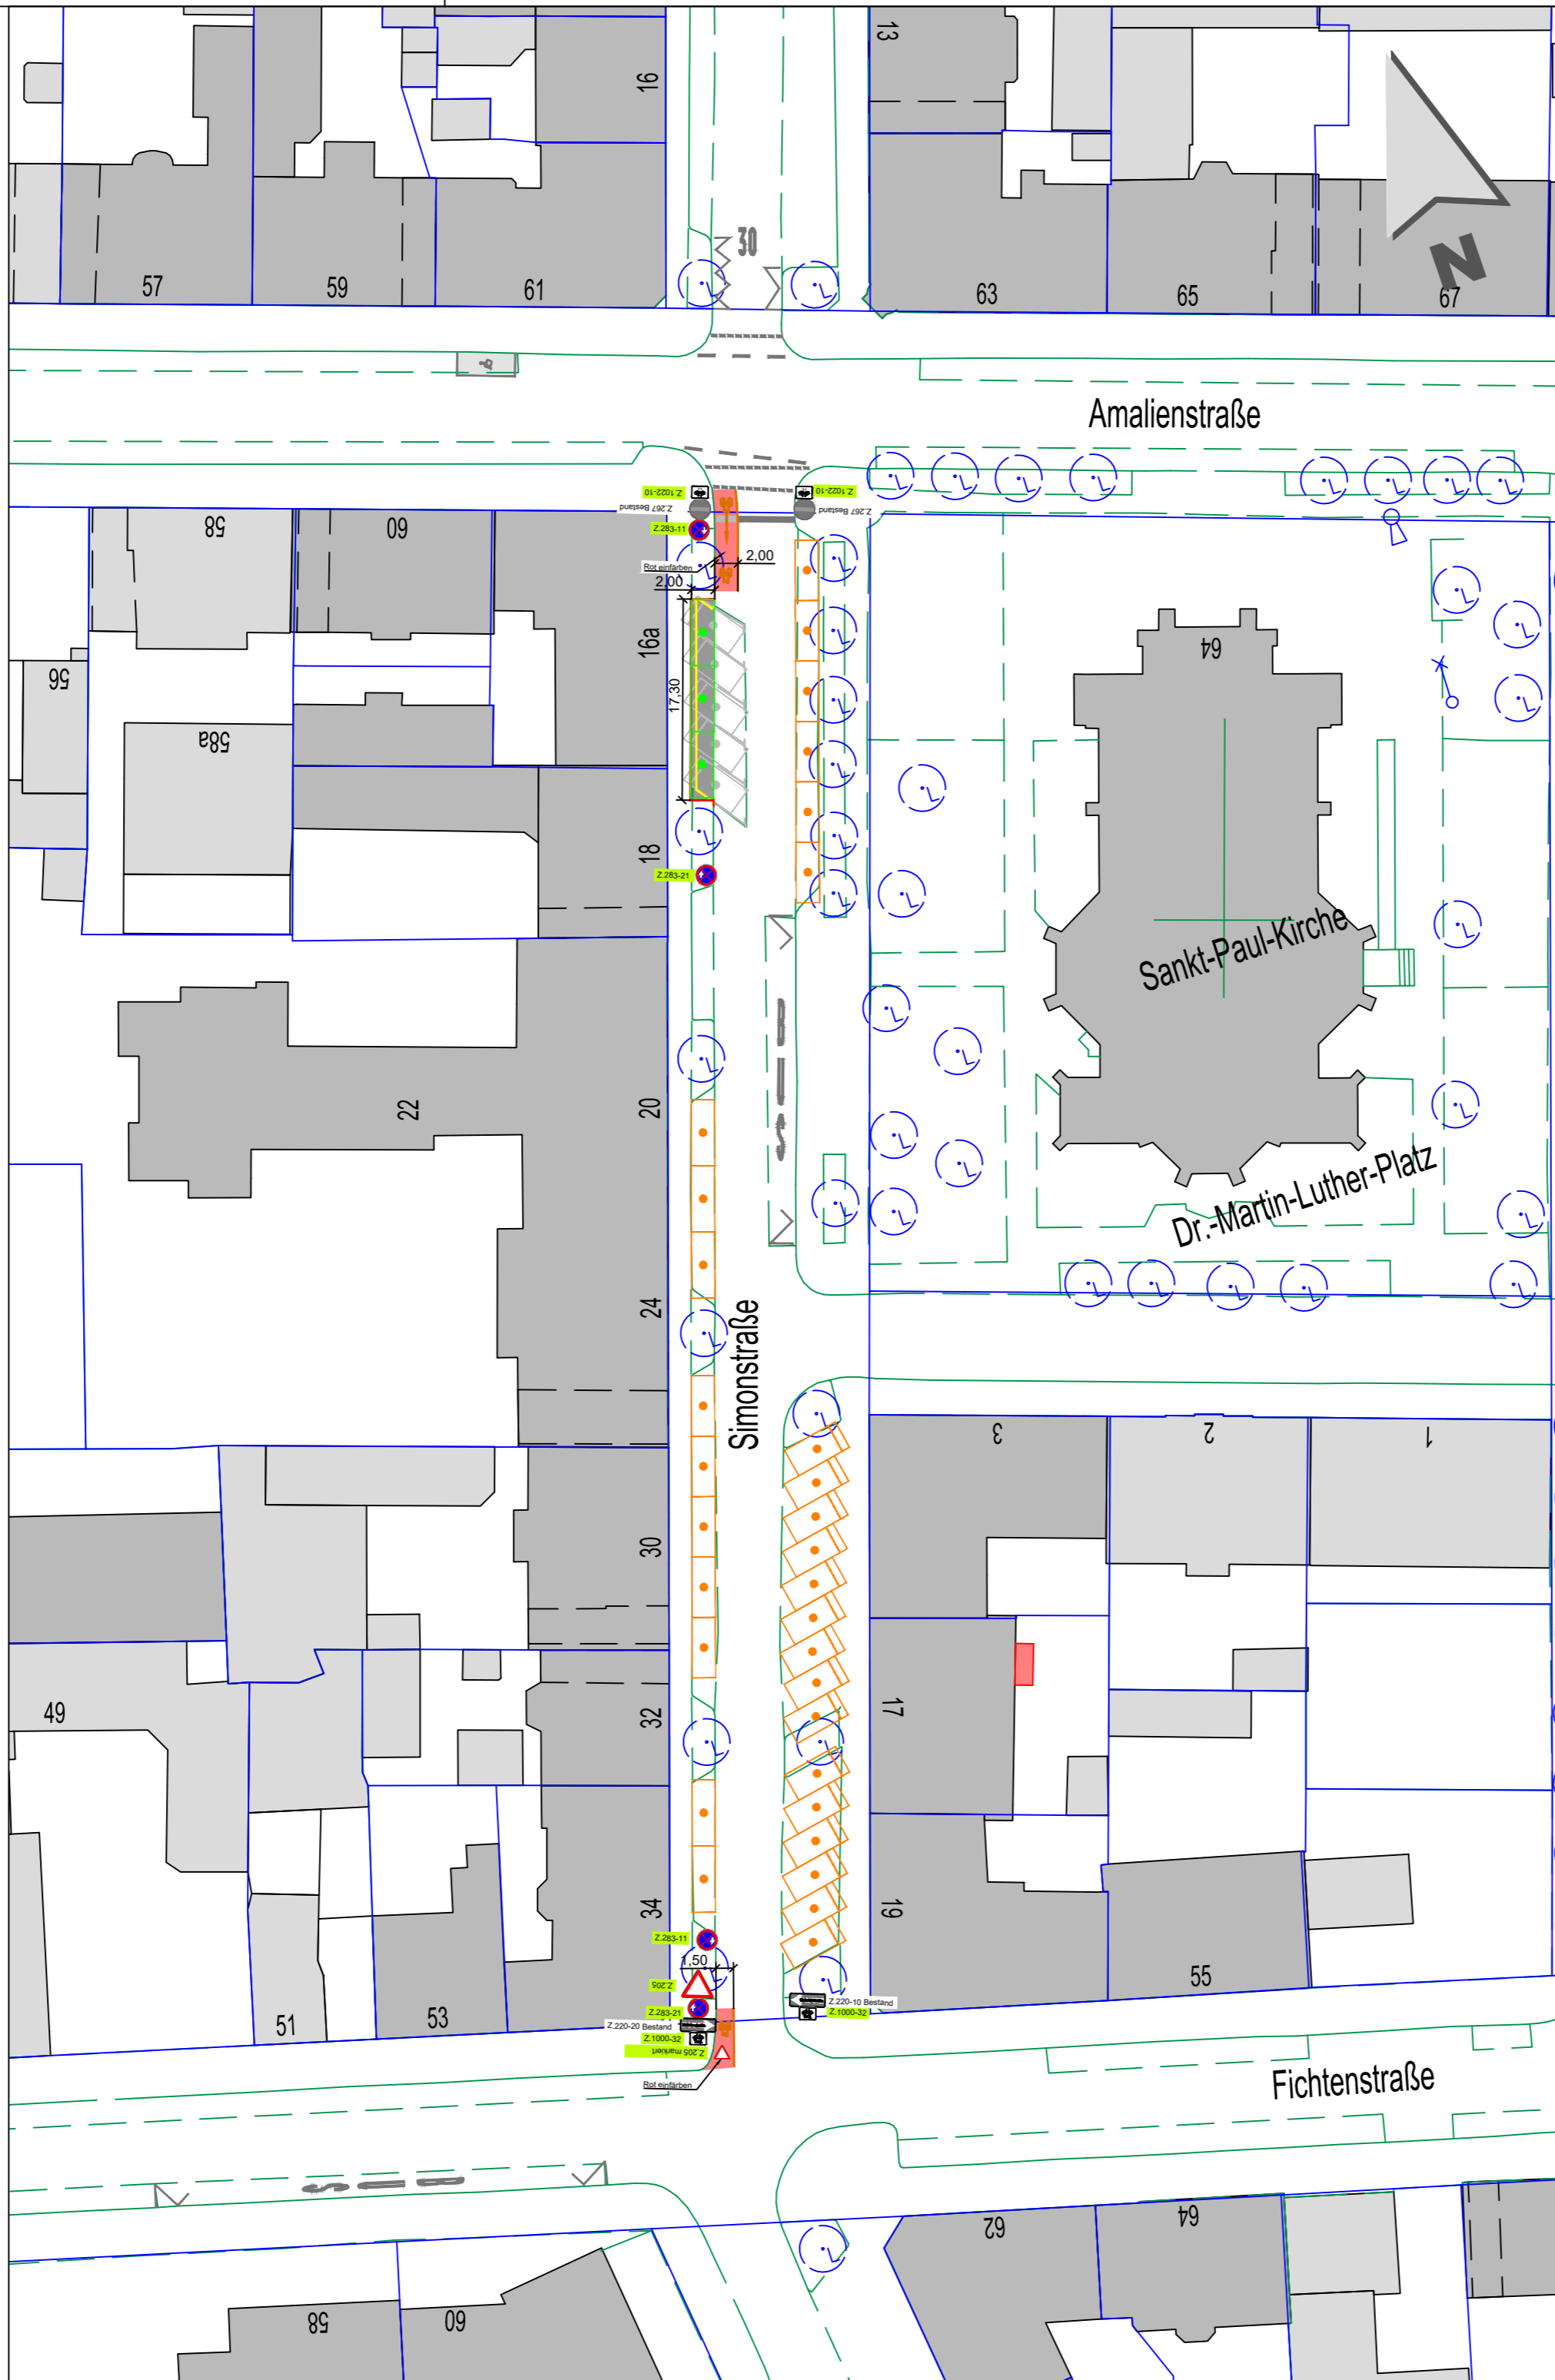 16
13
30
57
59
61
63
65
67
N
P
Amalienstraße
Z.1022-10
Z.1022-10
Z.267 Bestand
Z.267 Bestand
Z.283-11
58
60
Rot einfärben
2,00
2,00
64
56
16a
17,30
58a
18
Z.283-21
Sankt-Paul-Kirche
BUS
22
20
Dr.-Martin-Luther-Platz
24
Simonstraße
3
2
1
30
49
32
17
34
19
Z.283-11
1,50
55
Z.205
Z.283-21
Z.220-10 Bestand
Z.1000-32
51
53
Z.220-20 Bestand
Z.1000-32
Z.205 markiert
Rot einfärben
Fichtenstraße
BUS
62
64
58
60